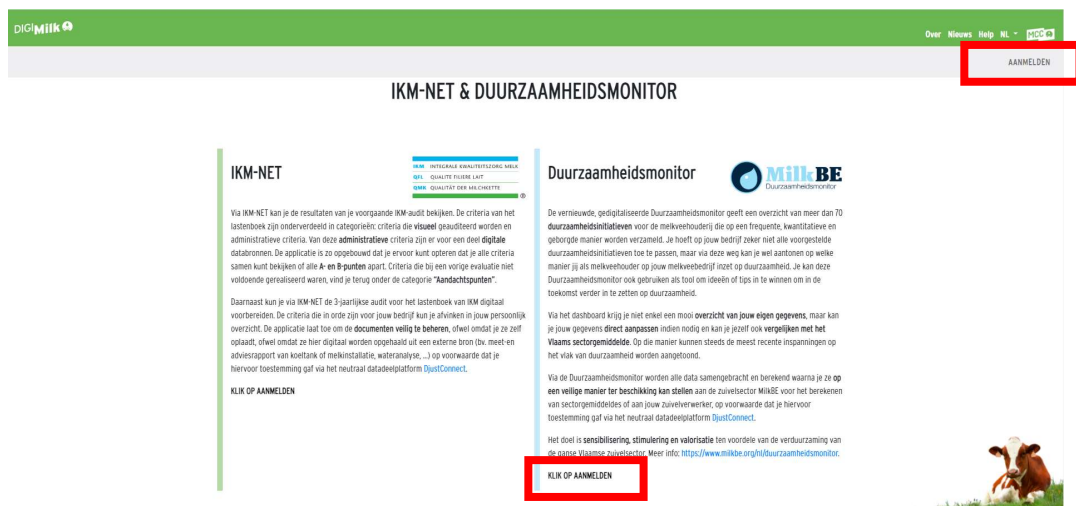 DIGIMilk
Over Nieuws Help NL MCC
AANMELDEN
IKM-NET & DUURZAAMHEIDSMONITOR
IKM-NET
IKM INTEGRALE KWALITEITSZORG MELK
QFL QUALITE FILIERE LAIT
QMK QUALITÄT DER MILCHKETTE
®
Via IKM-NET kan je de resultaten van je voorgaande IKM-audit bekijken. De criteria van het
lastenboek zijn onderverdeeld in categorieën: criteria die visueel geauditeerd worden en
administratieve criteria. Van deze administratieve criteria zijn er voor een deel digitale
databronnen. De applicatie is zo opgebouwd dat je ervoor kunt opteren dat je alle criteria
samen kunt bekijken of alle A- en B-punten apart. Criteria die bij een vorige evaluatie niet
voldoende gerealiseerd waren, vind je terug onder de categorie "Aandachtspunten".
Daarnaast kun je via IKM-NET de 3-jaarlijkse audit voor het lastenboek van IKM digitaal
voorbereiden. De criteria die in orde zijn voor jouw bedrijf kun je afvinken in jouw persoonlijk
overzicht. De applicatie laat toe om de documenten veilig te beheren, ofwel omdat je ze zelf
oplaadt, ofwel omdat ze hier digitaal worden opgehaald uit een externe bron (bv. meet-en
adviesrapport van koeltank of melkinstallatie, wateranalyse, ...) op voorwaarde dat je
hiervoor toestemming gaf via het neutraal datadeelplatform DjustConnect.
KLIK OP AANMELDEN
Duurzaamheidsmonitor
MilkBE
Duurzaamheidsmonitor
De vernieuwde, gedigitaliseerde Duurzaamheidsmonitor geeft een overzicht van meer dan 70
duurzaamheidsinitiatieven voor de melkveehouderij die op een frequente, kwantitatieve en
geborgde manier worden verzameld. Je hoeft op jouw bedrijf zeker niet alle voorgestelde
duurzaamheidsinitiatieven toe te passen, maar via deze weg kan je wel aantonen op welke
manier jij als melkveehouder op jouw melkveebedrijf inzet op duurzaamheid. Je kan deze
Duurzaamheidsmonitor ook gebruiken als tool om ideeën of tips in te winnen om in de
toekomst verder in te zetten op duurzaamheid.
Via het dashboard krijg je niet enkel een mooi overzicht van jouw eigen gegevens, maar kan
je jouw gegevens direct aanpassen indien nodig en kan je jezelf ook vergelijken met het
Vlaams sectorgemiddelde. Op die manier kunnen steeds de meest recente inspanningen op
het vlak van duurzaamheid worden aangetoond.
Via de Duurzaamheidsmonitor worden alle data samengebracht en berekend waarna je ze op
een veilige manier ter beschikking kan stellen aan de zuivelsector MilkBE voor het berekenen
van sectorgemiddeldes of aan jouw zuivelverwerker, op voorwaarde dat je hiervoor
toestemming gaf via het neutraal datadeelplatform DjustConnect.
Het doel is sensibilisering, stimulering en valorisatie ten voordele van de verduurzaming van
de ganse Vlaamse zuivelsector. Meer info: https://www.milkbe.org/nl/duurzaamheidsmonitor.
KLIK OP AANMELDEN